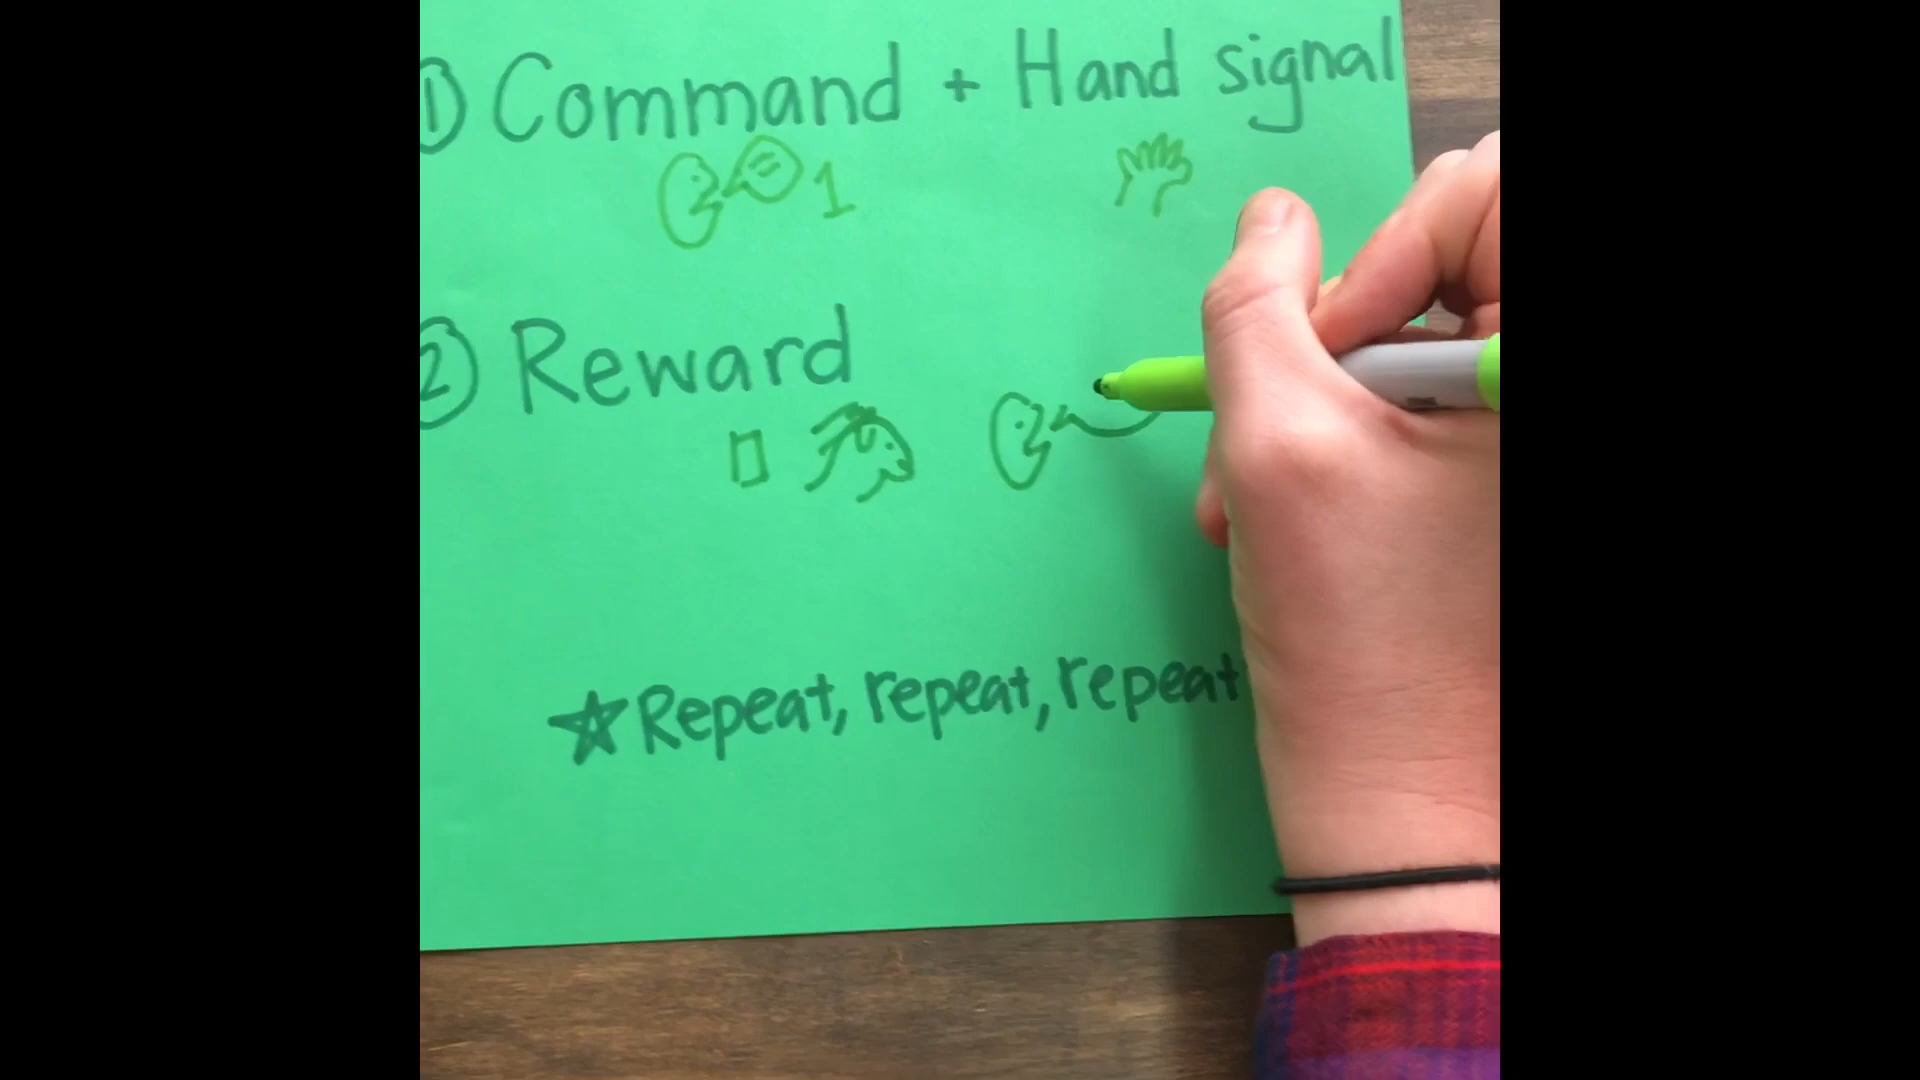 ① Command + Hand signal
1
② Reward
☆ Repeat, repeat, repeat